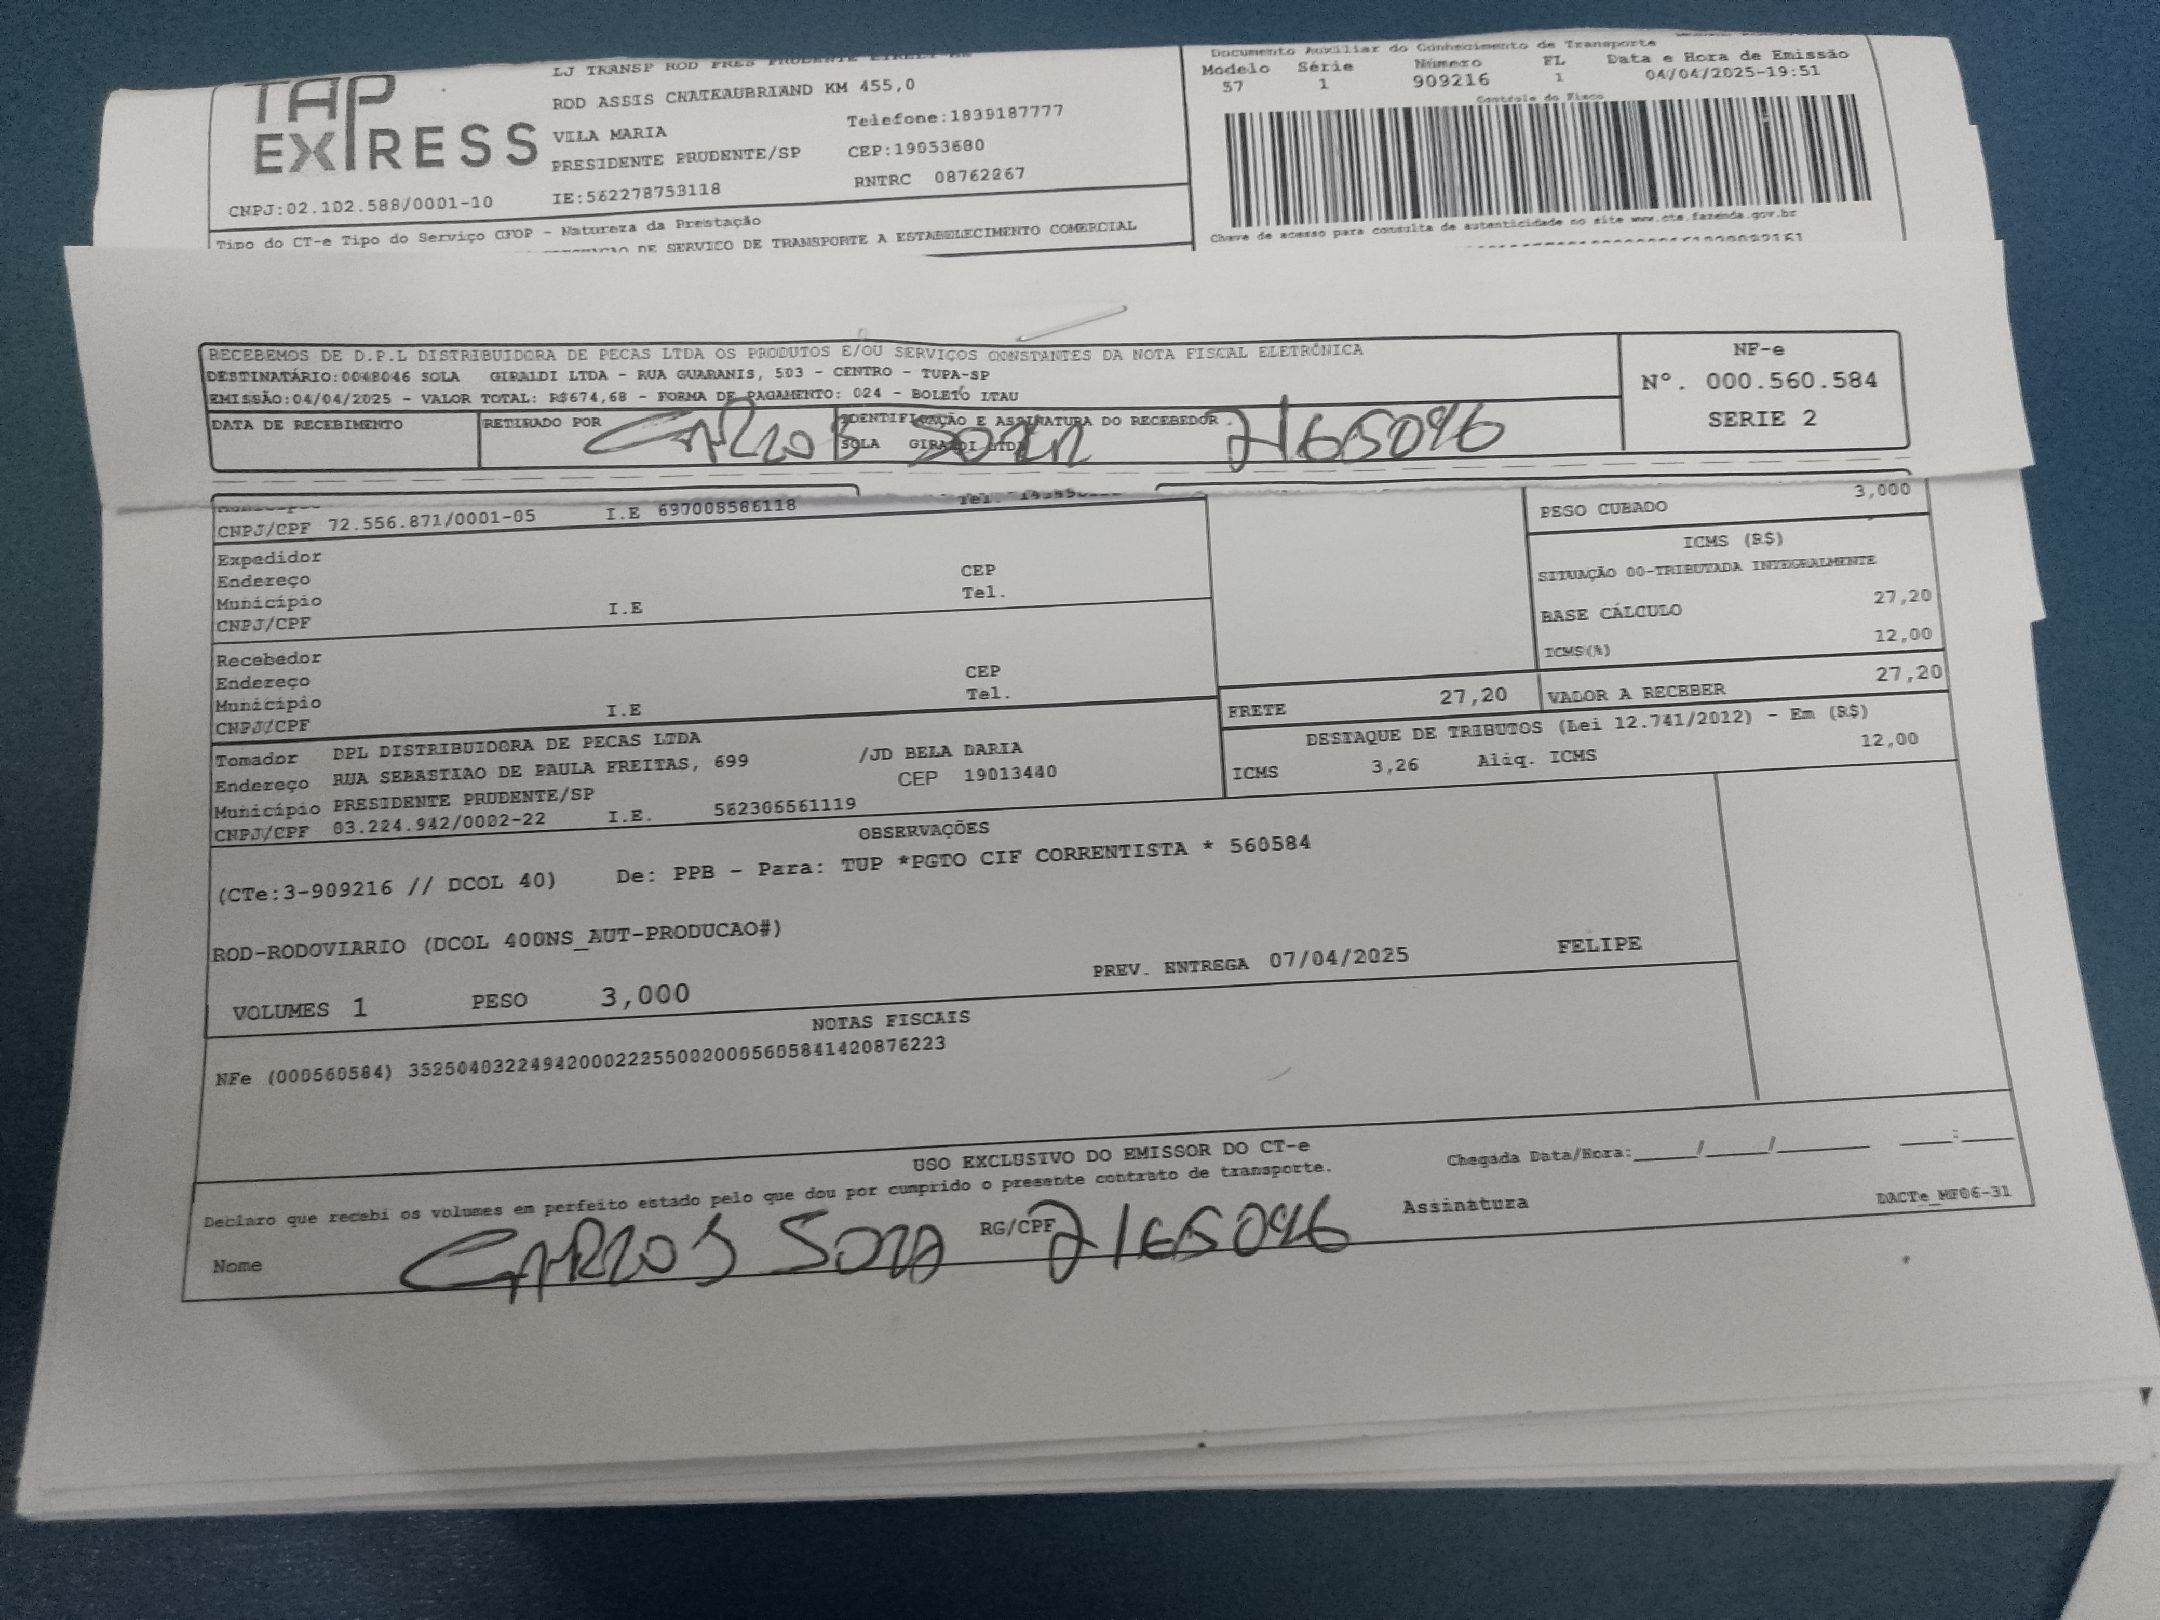 TAP EXPRESS
LJ TRANSP ROD PRES PRUDENTE
ROD ASSIS CHATEAUBRIAND KM 455,0
VILA MARIA Telefone:1839187777
PRESIDENTE PRUDENTE/SP CEP:19053680
CNPJ:02.102.588/0001-10 IE:562278753118 RNTRC 08762267
Tipo do CT-e Tipo do Serviço CFOP - Natureza da Prestação
DE SERVICO DE TRANSPORTE A ESTABELECIMENTO COMERCIAL
Documento Auxiliar do Conhecimento de Transporte
Modelo Série Número FL Data e Hora de Emissão
57 1 909216 1 04/04/2025-19:51
Controle do Fisco
Chave de acesso para consulta de autenticidade no site www.cte.fazenda.gov.br
RECEBEMOS DE D.P.L DISTRIBUIDORA DE PECAS LTDA OS PRODUTOS E/OU SERVIÇOS CONSTANTES DA NOTA FISCAL ELETRÔNICA
DESTINATÁRIO:0048046 SOLA GIRALDI LTDA - RUA GUARANIS, 503 - CENTRO - TUPA-SP
EMISSÃO:04/04/2025 - VALOR TOTAL: R$674,68 - FORMA DE PAGAMENTO: 024 - BOLETO ITAU
NF-e
Nº. 000.560.584
SERIE 2
DATA DE RECEBIMENTO RETIRADO POR IDENTIFICAÇÃO E ASSINATURA DO RECEBEDOR
SOLA GIRALDI LTDA
CARLOS 7165096
Tel.
CNPJ/CPF 72.556.871/0001-05 I.E 697008586118
Expedidor
Endereço CEP
Município Tel.
CNPJ/CPF I.E
Recebedor
Endereço CEP
Município Tel.
CNPJ/CPF I.E
Tomador DPL DISTRIBUIDORA DE PECAS LTDA
Endereço RUA SEBASTIAO DE PAULA FREITAS, 699 /JD BELA DARIA
Município PRESIDENTE PRUDENTE/SP CEP 19013440
CNPJ/CPF 03.224.942/0002-22 I.E. 562306561119
PESO CUBADO 3,000
ICMS (R$)
SITUAÇÃO 00-TRIBUTADA INTEGRALMENTE
BASE CÁLCULO 27,20
ICMS(%) 12,00
FRETE 27,20 VALOR A RECEBER 27,20
DESTAQUE DE TRIBUTOS (Lei 12.741/2012) - Em (R$)
ICMS 3,26 Aliq. ICMS 12,00
OBSERVAÇÕES
(CTe:3-909216 // DCOL 40) De: PPB - Para: TUP *PGTO CIF CORRENTISTA * 560584
ROD-RODOVIARIO (DCOL 400NS_AUT-PRODUCAO#)
VOLUMES 1 PESO 3,000 PREV. ENTREGA 07/04/2025 FELIPE
NOTAS FISCAIS
NFe (000560584) 35250403224942000222550020005605841420876223
USO EXCLUSIVO DO EMISSOR DO CT-e
Declaro que recebi os volumes em perfeito estado pelo que dou por cumprido o presente contrato de transporte.
Chegada Data/Hora:_____/_____/_______ ____:____
Nome CARLOS RG/CPF 7165096 Assinatura
DACTe_MF06-31